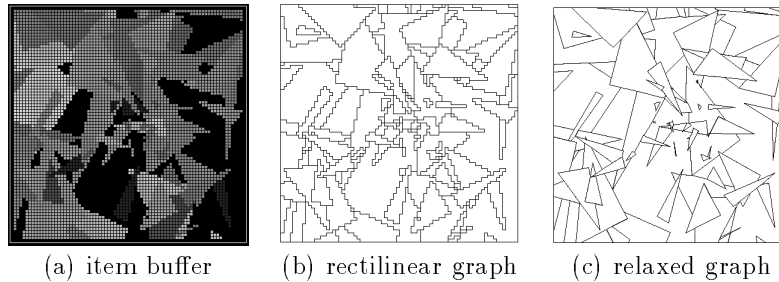 (a) item buffer (b) rectilinear graph (c) relaxed graph